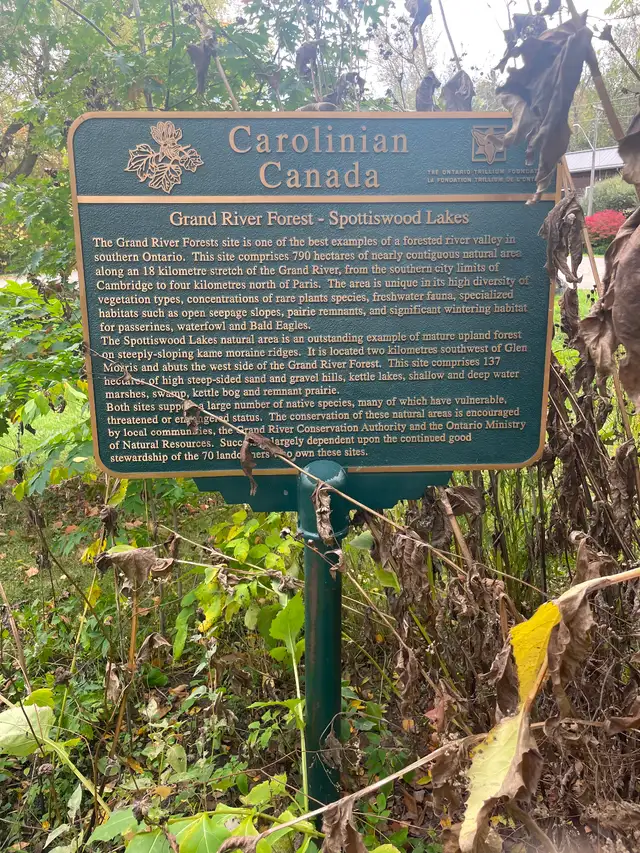 Carolinian
Canada
THE ONTARIO TRILLIUM FOUNDAT
LA FONDATION TRILLIUM DE L'ENT
Grand River Forest - Spottiswood Lakes
The Grand River Forests site is one of the best examples of a forested river valley in
southern Ontario. This site comprises 790 hectares of nearly contiguous natural area
along an 18 kilometre stretch of the Grand River, from the southern city limits of
Cambridge to four kilometres north of Paris. The area is unique in its high diversity of
vegetation types, concentrations of rare plants species, freshwater fauna, specialized
habitats such as open seepage slopes, pairie remnants, and significant wintering habitat
for passerines, waterfowl and Bald Eagles.
The Spottiswood Lakes natural area is an outstanding example of mature upland forest
on steeply-sloping kame moraine ridges. It is located two kilometres southwest of Glen
Morris and abuts the west side of the Grand River Forest. This site comprises 137
hectares of high steep-sided sand and gravel hills, kettle lakes, shallow and deep water
marshes, swamp, kettle bog and remnant prairie.
Both sites support a large number of native species, many of which have vulnerable,
threatened or endangered status. The conservation of these natural areas is encouraged
by local communities, the Grand River Conservation Authority and the Ontario Ministry
of Natural Resources. Success is largely dependent upon the continued good
stewardship of the 70 landowners who own these sites.